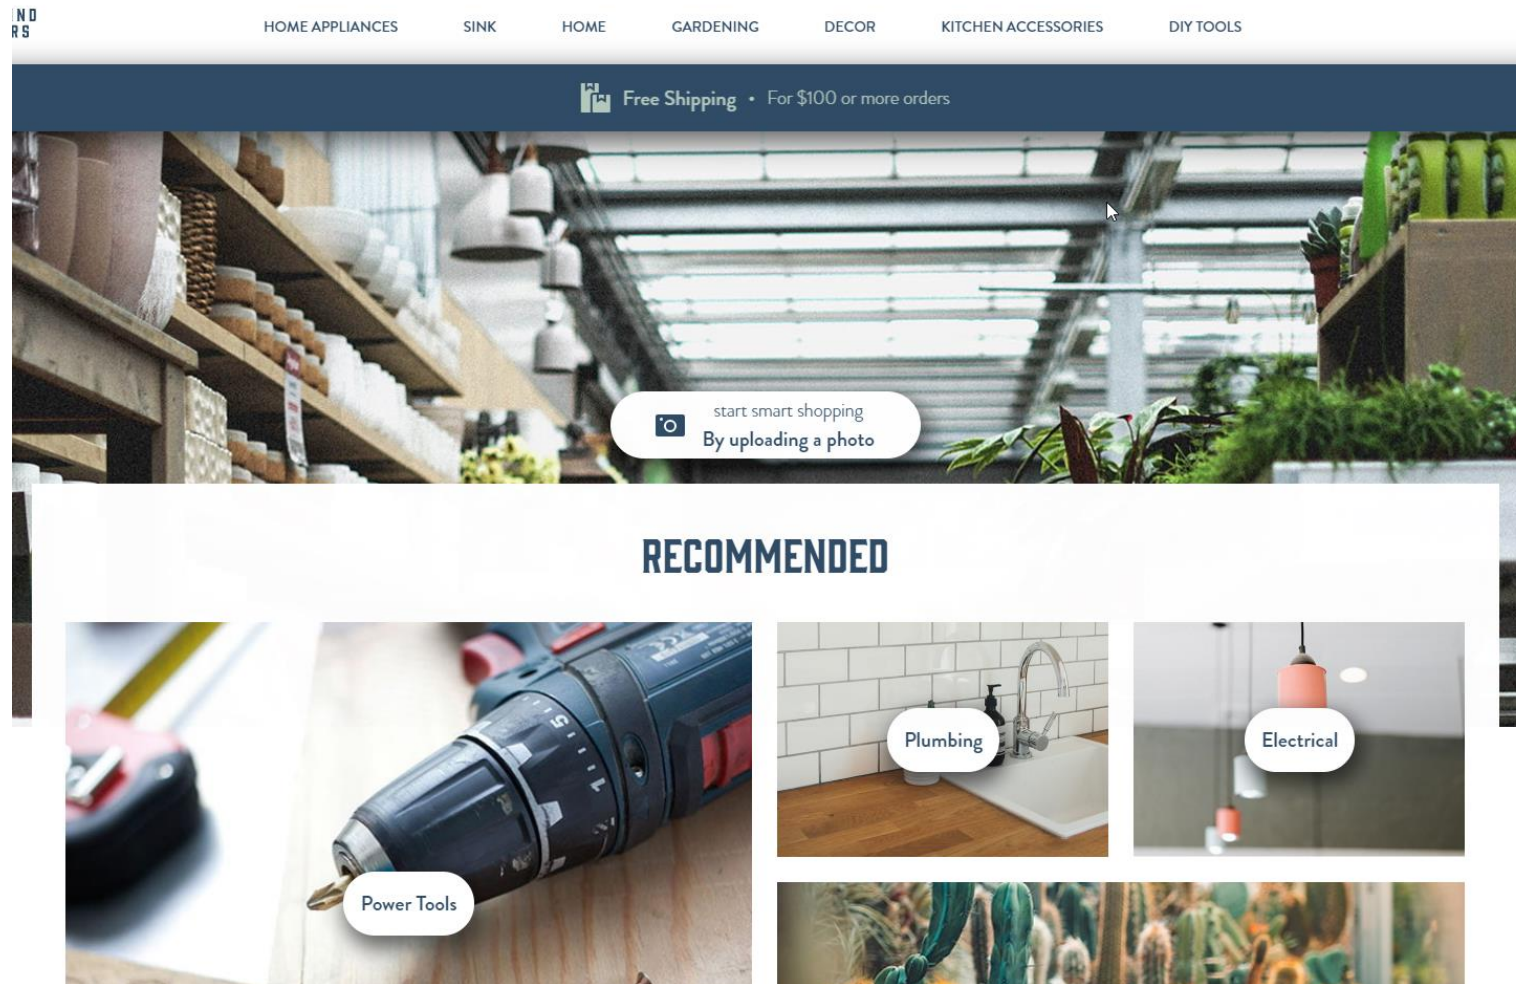 HOME APPLIANCES
SINK
HOME
GARDENING
DECOR
KITCHEN ACCESSORIES
DIY TOOLS
Free Shipping • For $100 or more orders
start smart shopping
By uploading a photo
RECOMMENDED
Plumbing
Electrical
Power Tools